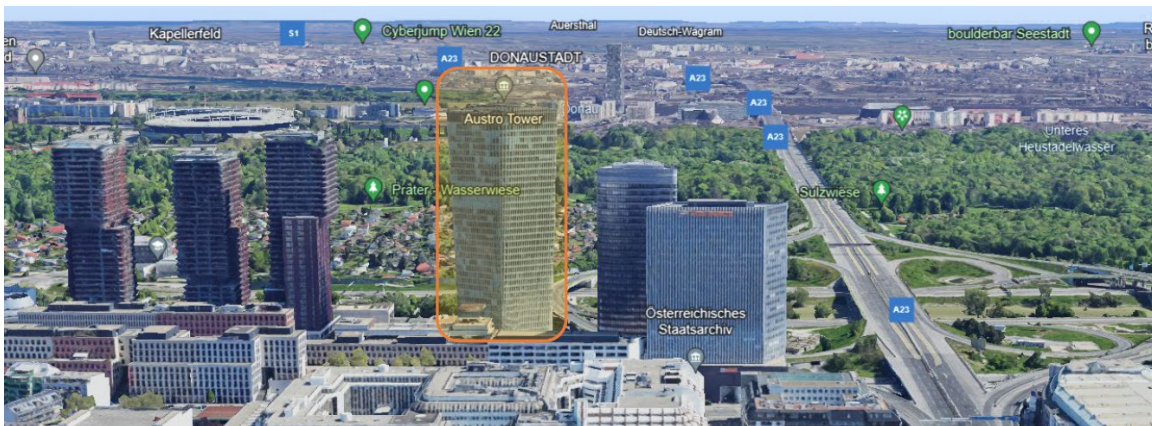 Kapellerfeld
S1
Cyberjump Wien 22
Auersthal
Deutsch-Wagram
boulderbar Seestadt
A23
DONAUSTADT
A23
A23
A23
Austro Tower
Donau
Unteres
Heustadelwasser
Prater - Wasserwiese
Sulzwiese
A23
Österreichisches
Staatsarchiv